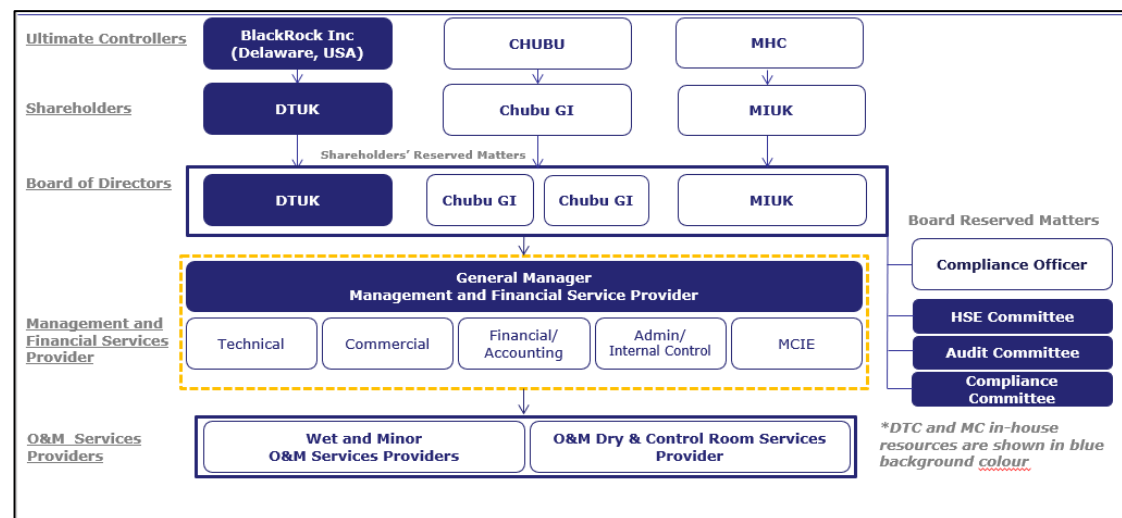 Ultimate Controllers
BlackRock Inc
(Delaware, USA)
CHUBU
MHC
Shareholders
DTUK
Chubu GI
MIUK
Shareholders' Reserved Matters
Board of Directors
DTUK
Chubu GI
Chubu GI
MIUK
Board Reserved Matters
Compliance Officer
HSE Committee
Audit Committee
Compliance
Committee
General Manager
Management and Financial Service Provider
Management and
Financial Services
Provider
Technical
Commercial
Financial/
Accounting
Admin/
Internal Control
MCIE
O&M Services
Providers
Wet and Minor
O&M Services Providers
O&M Dry & Control Room Services
Provider
*DTC and MC in-house
resources are shown in blue
background colour